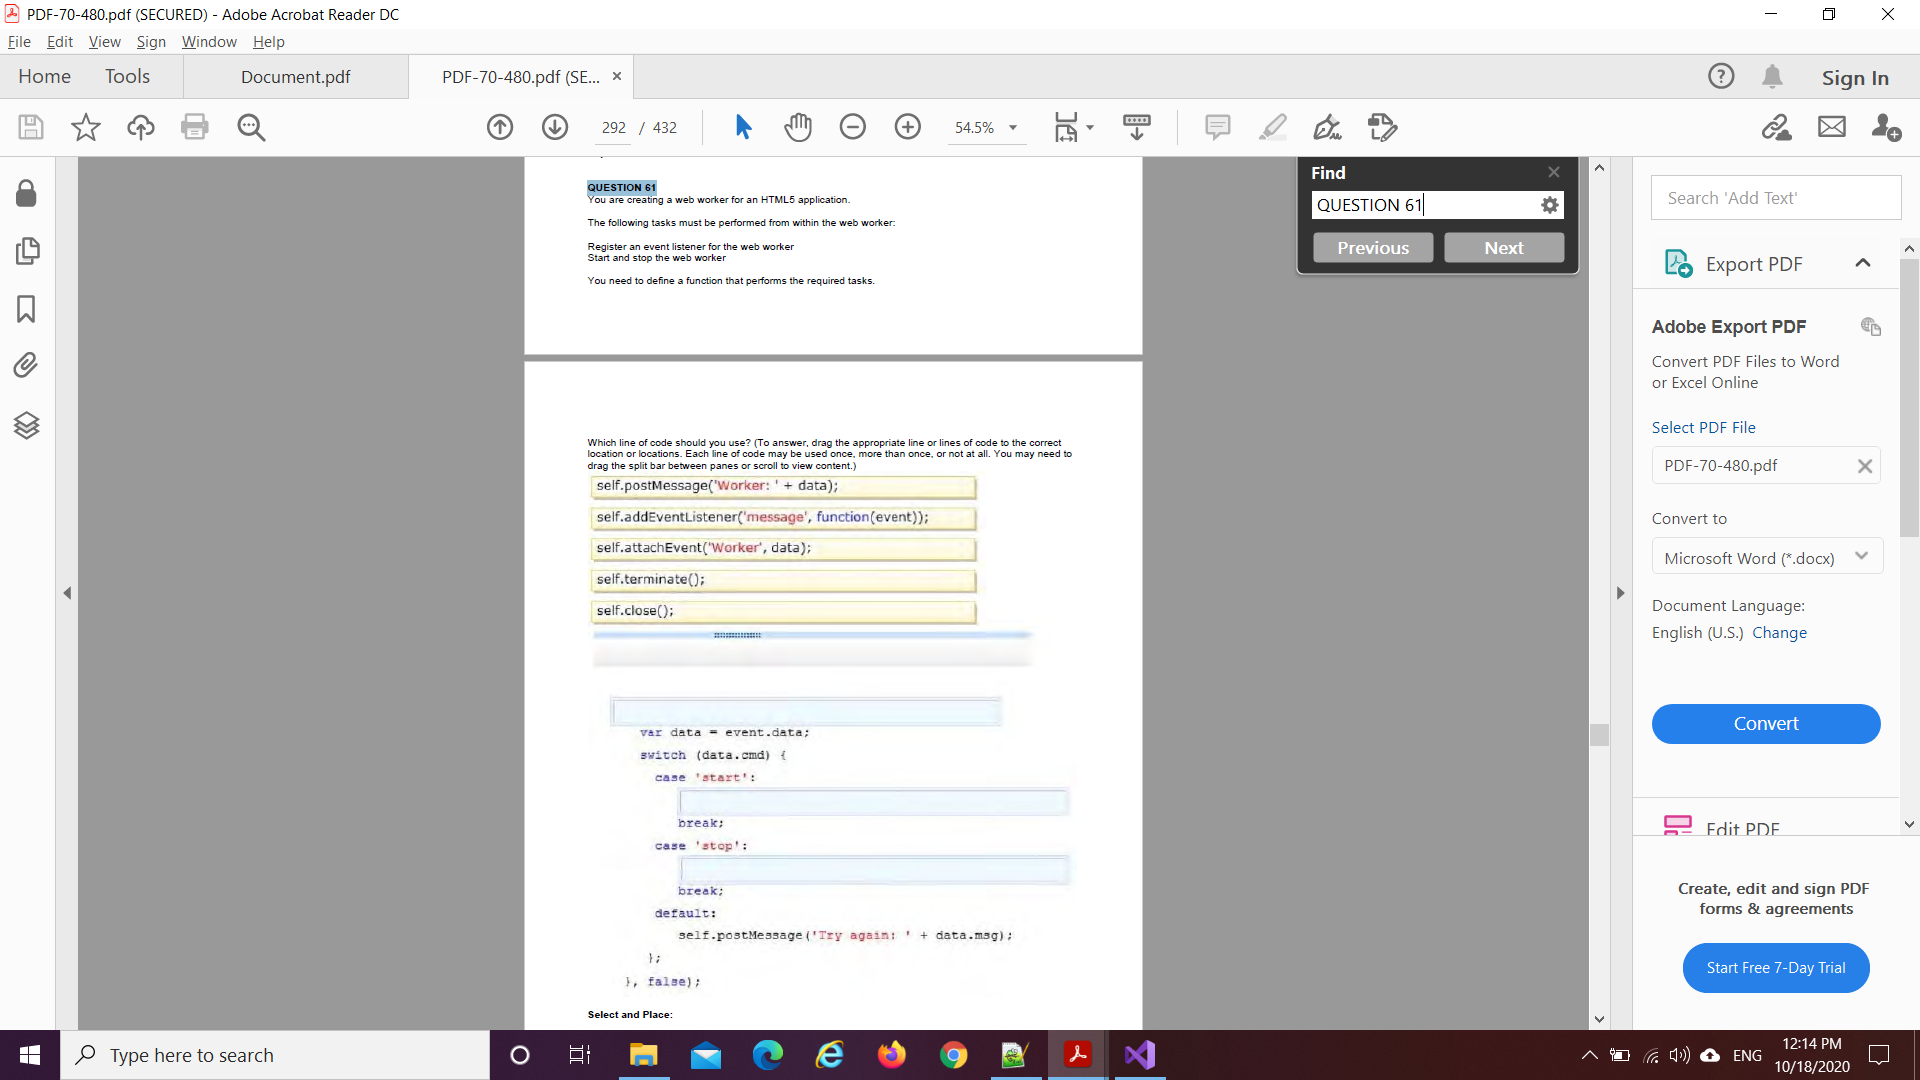 PDF-70-480.pdf (SECURED) - Adobe Acrobat Reader DC
File Edit View Sign Window Help
Home Tools Document.pdf PDF-70-480.pdf (SE... × Sign In
292 / 432 54.5%
QUESTION 61
You are creating a web worker for an HTML5 application.
The following tasks must be performed from within the web worker:
Register an event listener for the web worker
Start and stop the web worker
You need to define a function that performs the required tasks.
Which line of code should you use? (To answer, drag the appropriate line or lines of code to the correct
location or locations. Each line of code may be used once, more than once, or not at all. You may need to
drag the split bar between panes or scroll to view content.)
self.postMessage('Worker: ' + data);
self.addEventListener('message', function(event));
self.attachEvent('Worker', data);
self.terminate();
self.close();
var data = event.data;
switch (data.cmd) {
case 'start':
break;
case 'stop':
break;
default:
self.postMessage('Try again: ' + data.msg);
};
}, false);
Select and Place:
Find
QUESTION 61
Previous Next
Search 'Add Text'
Export PDF
Adobe Export PDF
Convert PDF Files to Word
or Excel Online
Select PDF File
PDF-70-480.pdf
Convert to
Microsoft Word (*.docx)
Document Language:
English (U.S.) Change
Convert
Edit PDF
Create, edit and sign PDF
forms & agreements
Start Free 7-Day Trial
Type here to search
ENG
12:14 PM
10/18/2020